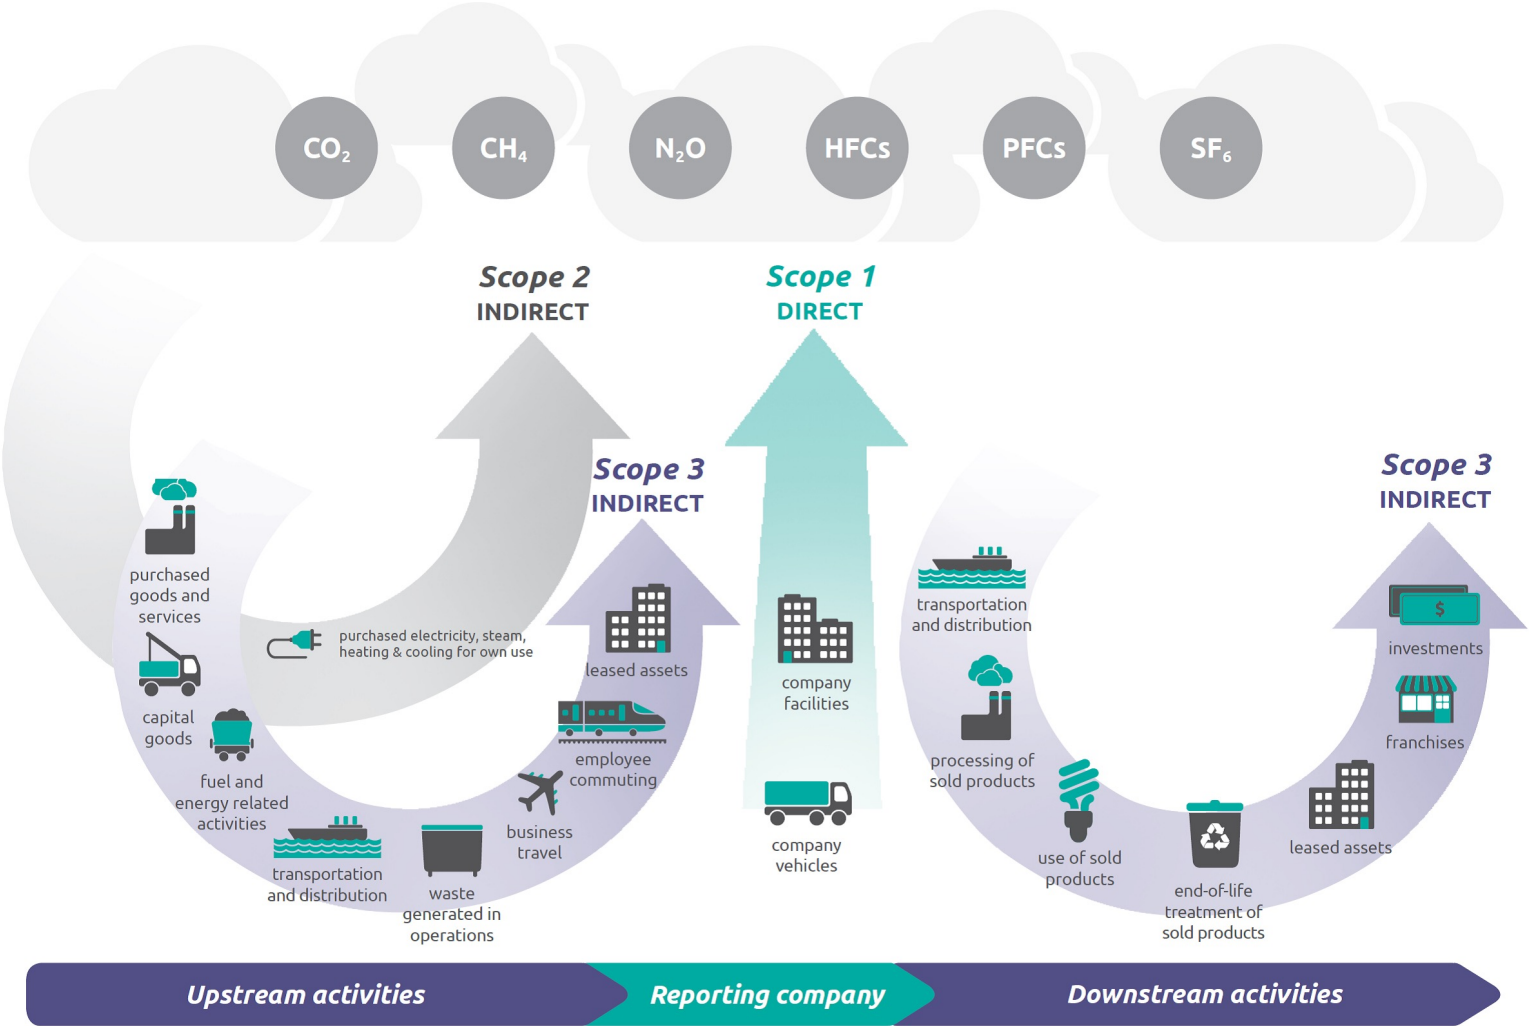 CO₂
CH₄
N₂O
HFCs
PFCs
SF₆
Scope 2
INDIRECT
Scope 1
DIRECT
Scope 3
INDIRECT
Scope 3
INDIRECT
purchased
goods and
services
capital
goods
fuel and
energy related
activities
transportation
and distribution
waste
generated in
operations
business
travel
employee
commuting
leased assets
purchased electricity, steam,
heating & cooling for own use
company
facilities
company
vehicles
transportation
and distribution
processing of
sold products
use of sold
products
end-of-life
treatment of
sold products
leased assets
franchises
$
investments
Upstream activities
Reporting company
Downstream activities